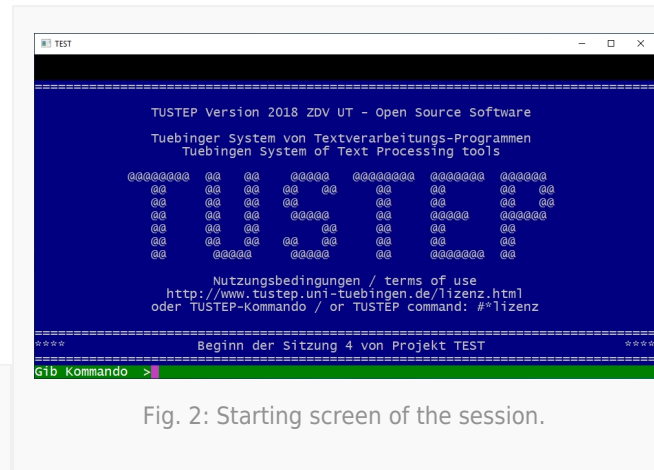 TEST
TUSTEP Version 2018 ZDV UT - Open Source Software
Tuebinger System von Textverarbeitungs-Programmen
Tuebingen System of Text Processing tools
@@@@@@@@ @@ @@ @@@@@ @@@@@@@@ @@@@@@@ @@@@@@
@@ @@ @@ @@ @@ @@ @@ @@ @@
@@ @@ @@ @@ @@ @@ @@ @@
@@ @@ @@ @@@@@ @@ @@@@@ @@@@@@
@@ @@ @@ @@ @@ @@ @@
@@ @@ @@ @@ @@ @@ @@ @@
@@ @@@@@ @@@@@ @@ @@@@@@@ @@
Nutzungsbedingungen / terms of use
http://www.tustep.uni-tuebingen.de/lizenz.html
oder TUSTEP-Kommando / or TUSTEP command: #*lizenz
**** Beginn der Sitzung 4 von Projekt TEST ****
Gib Kommando >
Fig. 2: Starting screen of the session.